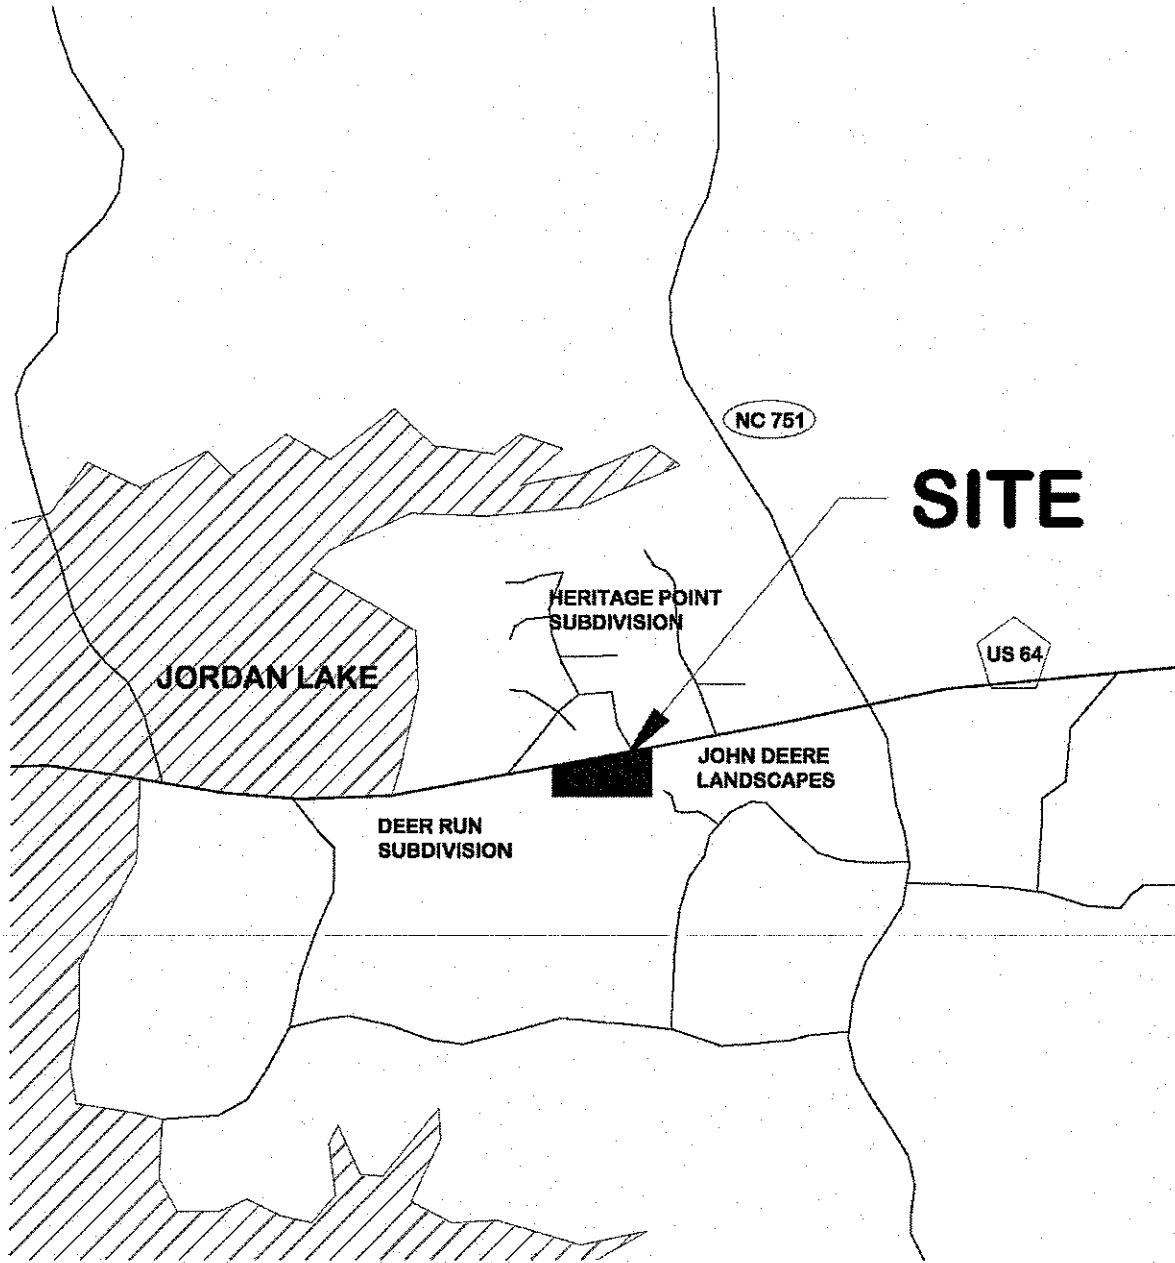 NC 751
SITE
HERITAGE POINT
SUBDIVISION
US 64
JORDAN LAKE
JOHN DEERE
LANDSCAPES
DEER RUN
SUBDIVISION